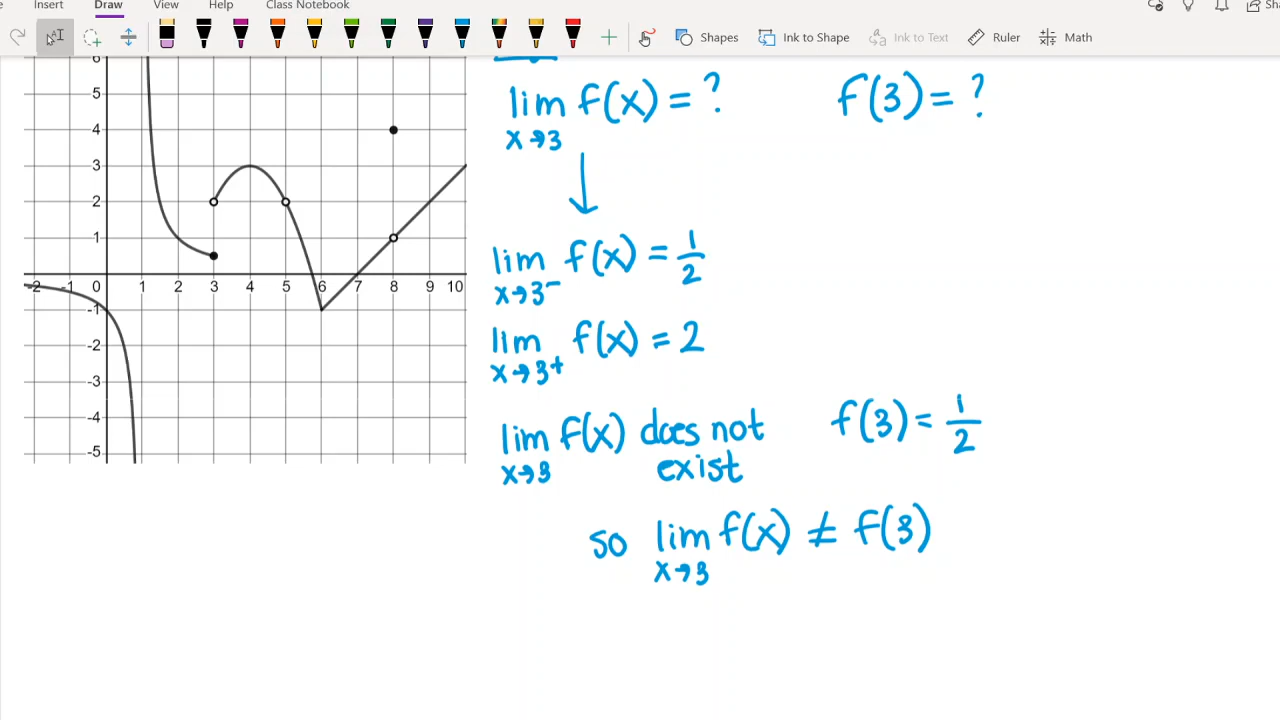 Insert Draw View Help Class Notebook
Shapes Ink to Shape Ink to Text Ruler Math
lim f(x) = ? f(3) = ?
x→3
lim f(x) = 1/2
x→3⁻
lim f(x) = 2
x→3⁺
lim f(x) does not exist f(3) = 1/2
x→3
so lim f(x) ≠ f(3)
x→3
6
5
4
3
2
1
-2 -1 0 1 2 3 4 5 6 7 8 9 10
-1
-2
-3
-4
-5